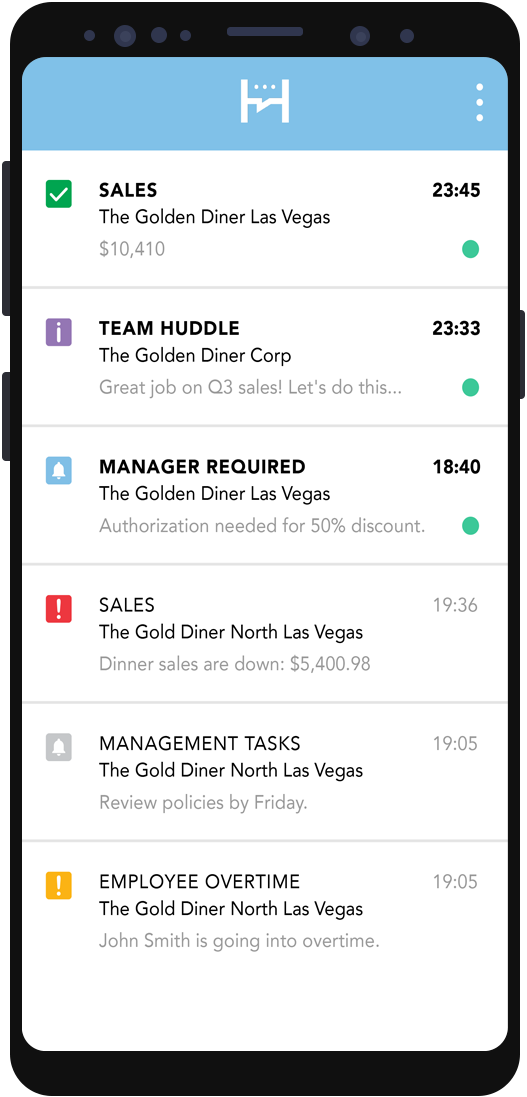 SALES 23:45
The Golden Diner Las Vegas
$10,410
TEAM HUDDLE 23:33
The Golden Diner Corp
Great job on Q3 sales! Let's do this...
MANAGER REQUIRED 18:40
The Golden Diner Las Vegas
Authorization needed for 50% discount.
SALES 19:36
The Gold Diner North Las Vegas
Dinner sales are down: $5,400.98
MANAGEMENT TASKS 19:05
The Gold Diner North Las Vegas
Review policies by Friday.
EMPLOYEE OVERTIME 19:05
The Gold Diner North Las Vegas
John Smith is going into overtime.